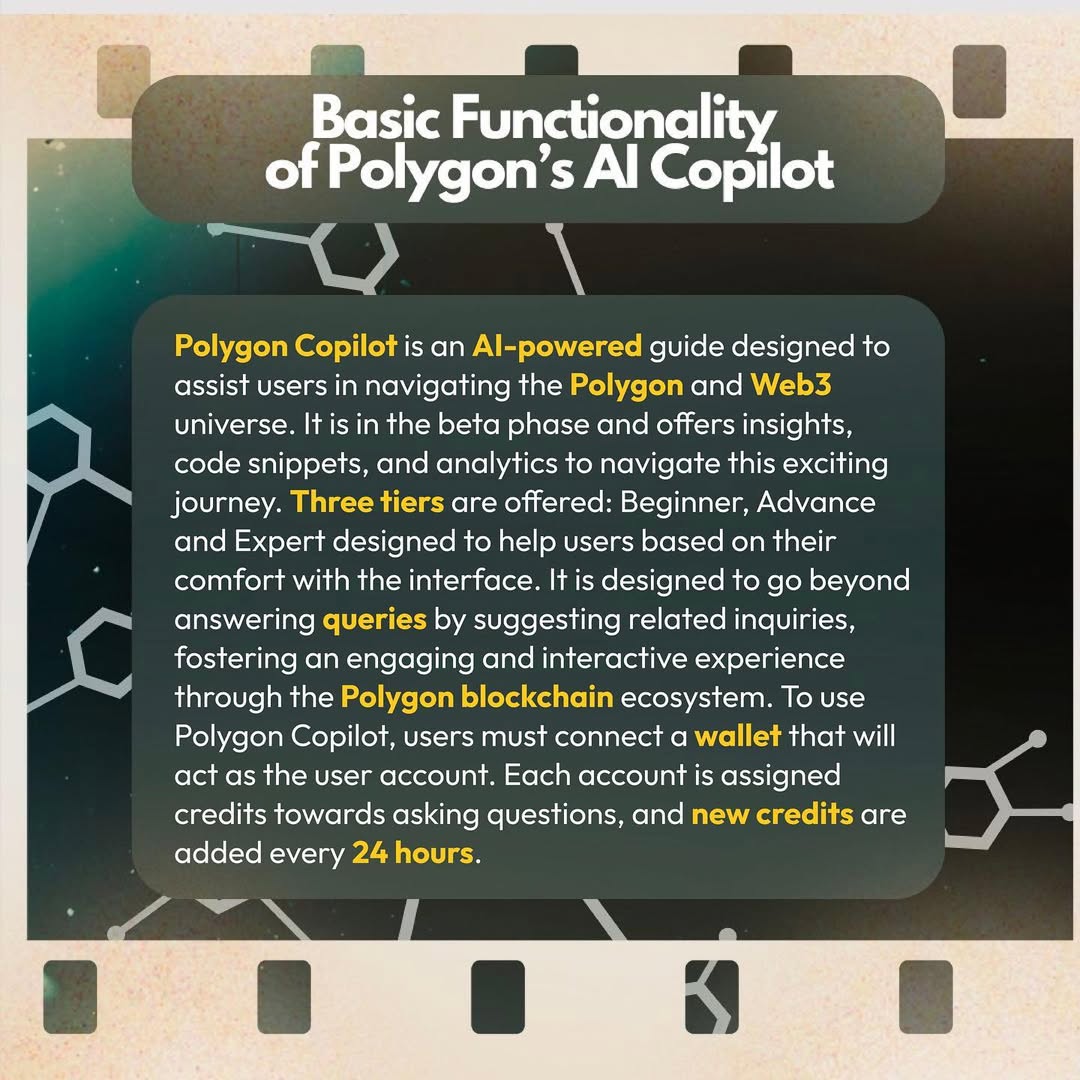 Basic Functionality
of Polygon’s AI Copilot
Polygon Copilot is an AI-powered guide designed to
assist users in navigating the Polygon and Web3
universe. It is in the beta phase and offers insights,
code snippets, and analytics to navigate this exciting
journey. Three tiers are offered: Beginner, Advance
and Expert designed to help users based on their
comfort with the interface. It is designed to go beyond
answering queries by suggesting related inquiries,
fostering an engaging and interactive experience
through the Polygon blockchain ecosystem. To use
Polygon Copilot, users must connect a wallet that will
act as the user account. Each account is assigned
credits towards asking questions, and new credits are
added every 24 hours.